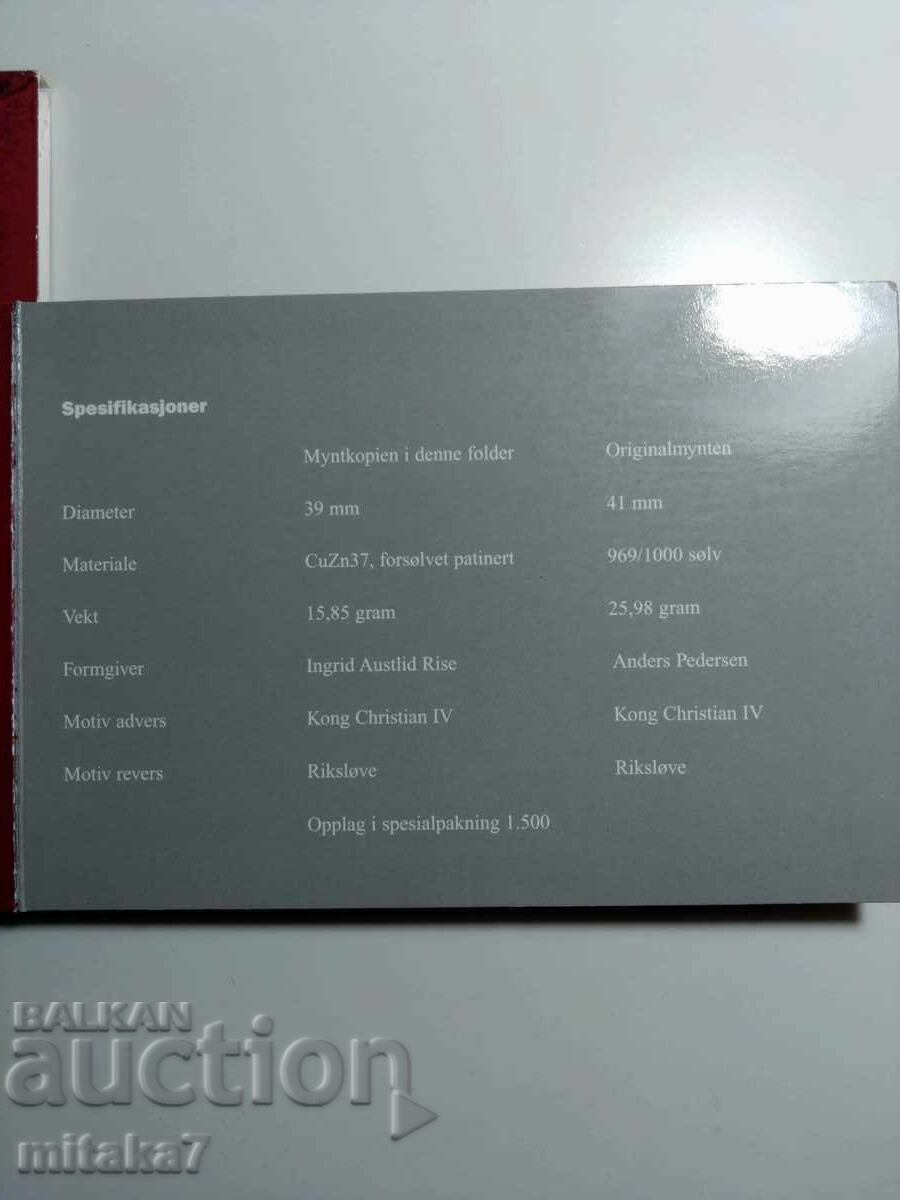 Spesifikasjoner
Myntkopien i denne folder Originalmynten
Diameter 39 mm 41 mm
Materiale CuZn37, forsølvet patinert 969/1000 sølv
Vekt 15,85 gram 25,98 gram
Formgiver Ingrid Austlid Rise Anders Pedersen
Motiv advers Kong Christian IV Kong Christian IV
Motiv revers Riksløve Riksløve
Opplag i spesialpakning 1.500
BALKAN
auction
mitaka7